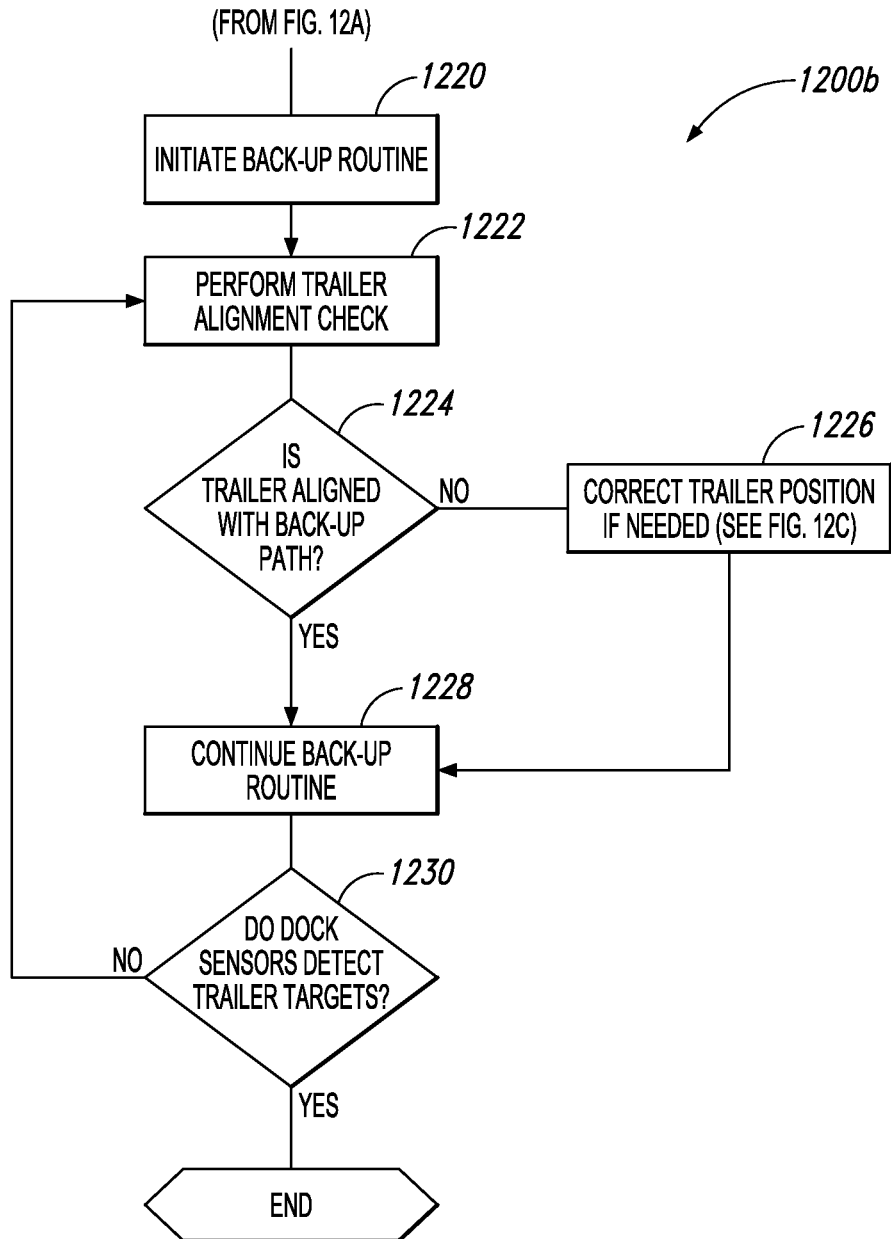 (FROM FIG. 12A)
1200b
1220
INITIATE BACK-UP ROUTINE
1222
PERFORM TRAILER
ALIGNMENT CHECK
1224
IS
TRAILER ALIGNED
WITH BACK-UP
PATH?
NO
1226
CORRECT TRAILER POSITION
IF NEEDED (SEE FIG. 12C)
YES
1228
CONTINUE BACK-UP
ROUTINE
1230
DO DOCK
SENSORS DETECT
TRAILER TARGETS?
NO
YES
END